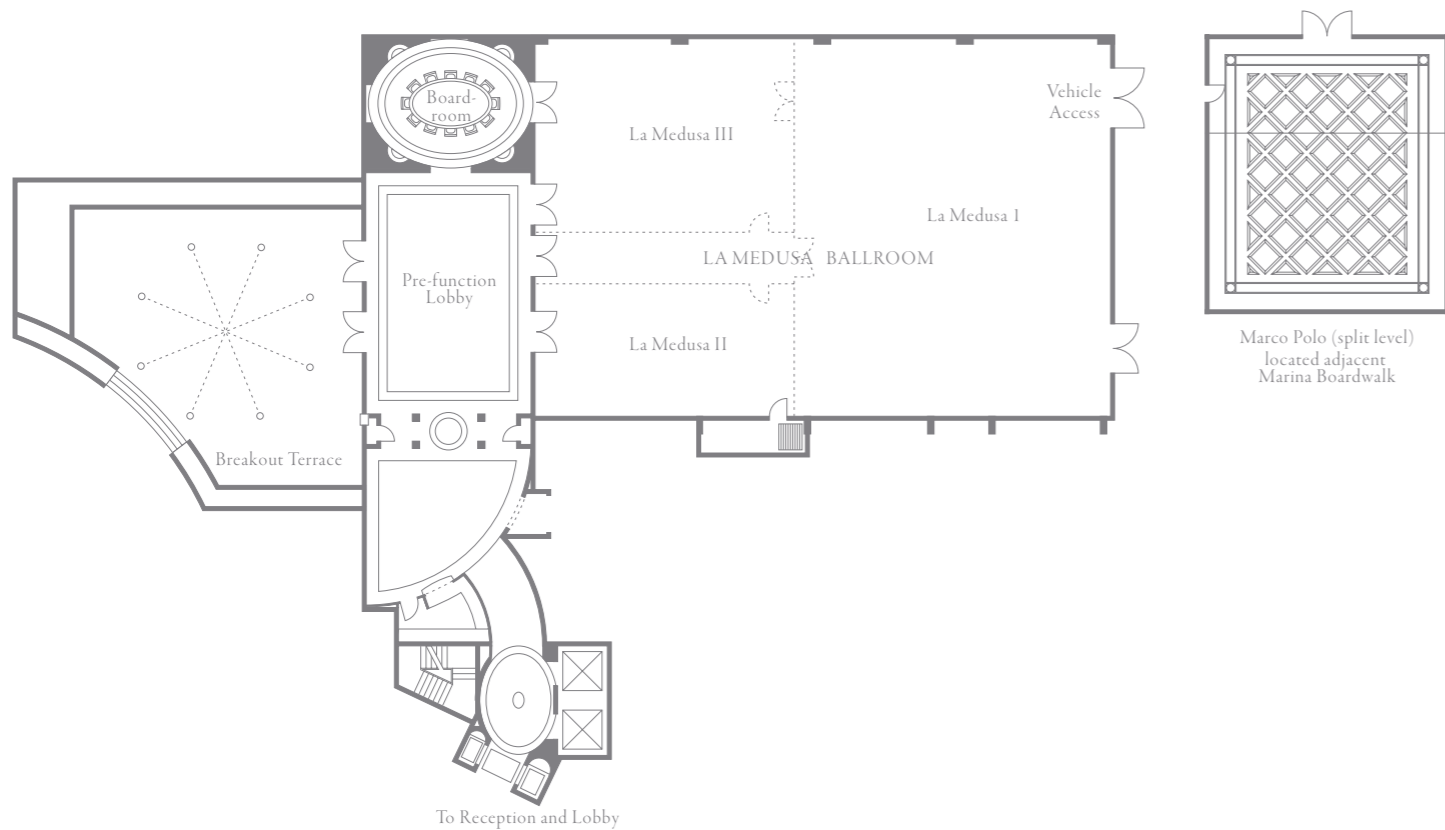 Board-
room
La Medusa III
Vehicle
Access
La Medusa I
LA MEDUSA BALLROOM
Pre-function
Lobby
La Medusa II
Breakout Terrace
To Reception and Lobby
Marco Polo (split level)
located adjacent
Marina Boardwalk